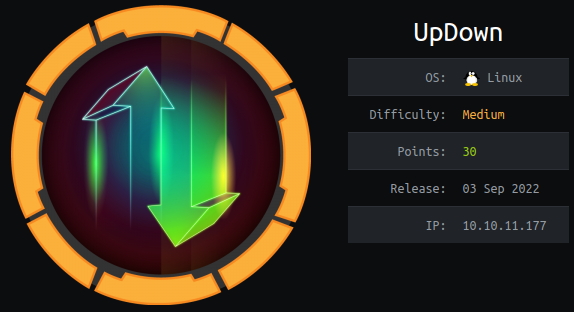 UpDown
OS: Linux
Difficulty: Medium
Points: 30
Release: 03 Sep 2022
IP: 10.10.11.177